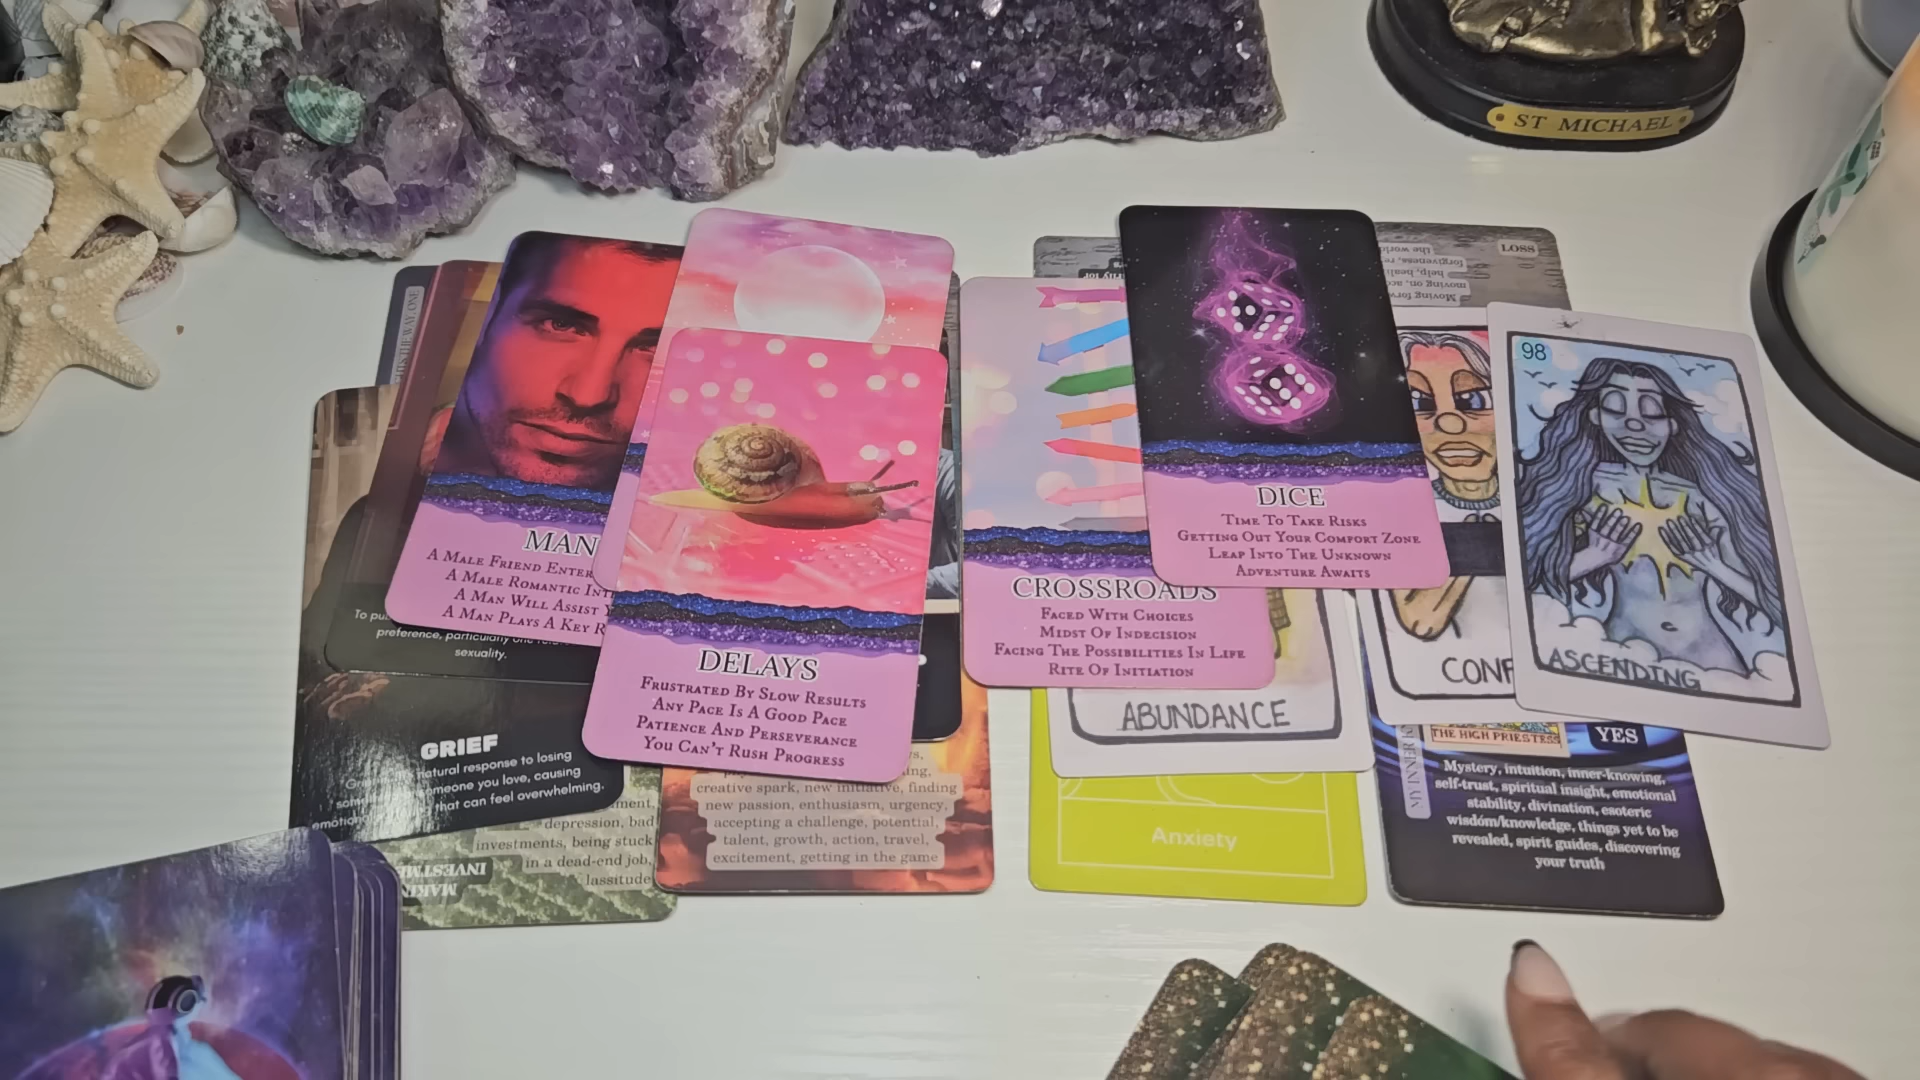 ST MICHAEL
LOSS
MAN
A MALE FRIEND ENTER
A MALE ROMANTIC INT
A MAN WILL ASSIST Y
A MAN PLAYS A KEY R
To pu
preference, particularly one
sexuality.
GRIEF
natural response to losing
someone you love, causing
that can feel overwhelming.
emotion
DELAYS
FRUSTRATED BY SLOW RESULTS
ANY PACE IS A GOOD PACE
PATIENCE AND PERSEVERANCE
YOU CAN'T RUSH PROGRESS
CROSSROADS
FACED WITH CHOICES
MIDST OF INDECISION
FACING THE POSSIBILITIES IN LIFE
RITE OF INITIATION
DICE
TIME TO TAKE RISKS
GETTING OUT YOUR COMFORT ZONE
LEAP INTO THE UNKNOWN
ADVENTURE AWAITS
98
ASCENDING
CONF
ABUNDANCE
Anxiety
THE HIGH PRIESTESS
YES
Mystery, intuition, inner-knowing,
self-trust, spiritual insight, emotional
stability, divination, esoteric
wisdom/knowledge, things yet to be
revealed, spirit guides, discovering
your truth
depression, bad
investments, being stuck
in a dead-end job,
lassitude
creative spark, new initiative, finding
new passion, enthusiasm, urgency,
accepting a challenge, potential,
talent, growth, action, travel,
excitement, getting in the game